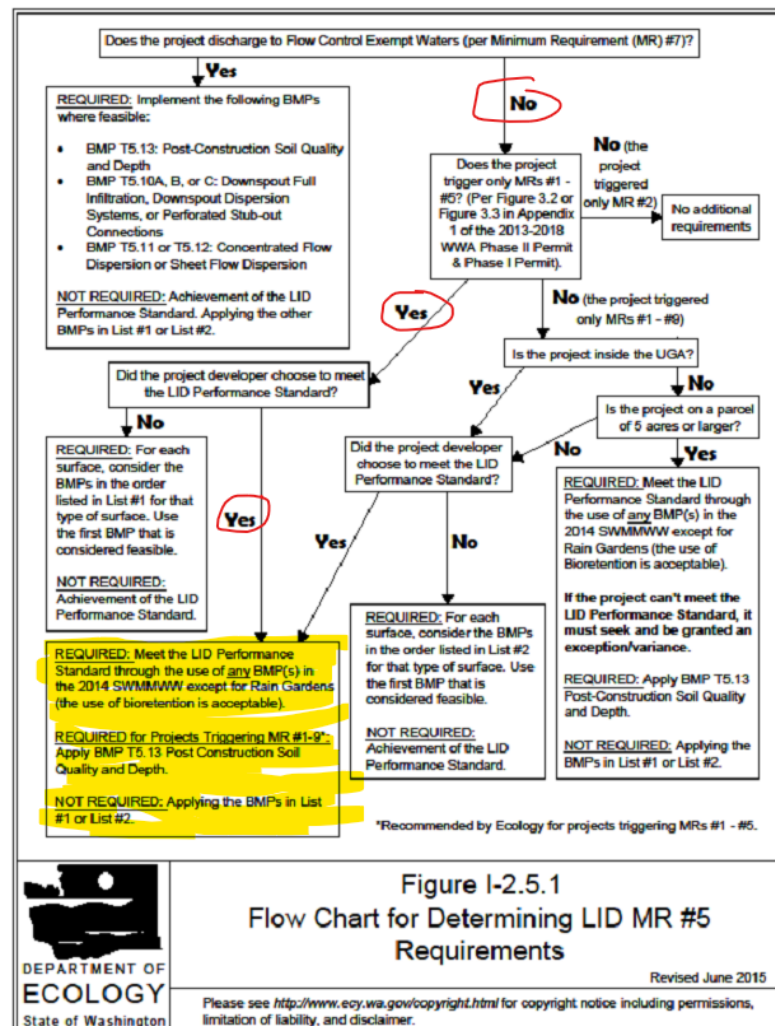 Does the project discharge to Flow Control Exempt Waters (per Minimum Requirement (MR) #7)?
Yes
No
REQUIRED: Implement the following BMPs
where feasible:
• BMP T5.13: Post-Construction Soil Quality
and Depth
• BMP T5.10A, B, or C: Downspout Full
Infiltration, Downspout Dispersion
Systems, or Perforated Stub-out
Connections
• BMP T5.11 or T5.12: Concentrated Flow
Dispersion or Sheet Flow Dispersion
NOT REQUIRED: Achievement of the LID
Performance Standard. Applying the other
BMPs in List #1 or List #2.
Does the project
trigger only MRs #1 -
#5? (Per Figure 3.2 or
Figure 3.3 in Appendix
1 of the 2013-2018
WWA Phase II Permit
& Phase I Permit).
No (the
project
triggered
only MR #2)
No additional
requirements
Yes
No (the project triggered
only MRs #1 - #9)
Is the project inside the UGA?
Did the project developer choose to meet
the LID Performance Standard?
Yes
No
Is the project on a parcel
of 5 acres or larger?
No
Did the project developer
choose to meet the LID
Performance Standard?
No
Yes
REQUIRED: For each
surface, consider the
BMPs in the order
listed in List #1 for that
type of surface. Use
the first BMP that is
considered feasible.
NOT REQUIRED:
Achievement of the LID
Performance Standard.
Yes
Yes
No
REQUIRED: Meet the LID
Performance Standard through
the use of any BMP(s) in the
2014 SWMMWW except for
Rain Gardens (the use of
Bioretention is acceptable).
If the project can't meet the
LID Performance Standard, it
must seek and be granted an
exception/variance.
REQUIRED: Apply BMP T5.13
Post-Construction Soil Quality
and Depth.
NOT REQUIRED: Applying the
BMPs in List #1 or List #2.
REQUIRED: Meet the LID Performance
Standard through the use of any BMP(s) in
the 2014 SWMMWW except for Rain Gardens
(the use of bioretention is acceptable).
REQUIRED for Projects Triggering MR #1-9*:
Apply BMP T5.13 Post Construction Soil
Quality and Depth.
NOT REQUIRED: Applying the BMPs in List
#1 or List #2.
REQUIRED: For each
surface, consider the BMPs
in the order listed in List #2
for that type of surface. Use
the first BMP that is
considered feasible.
NOT REQUIRED:
Achievement of the LID
Performance Standard.
*Recommended by Ecology for projects triggering MRs #1 - #5.
DEPARTMENT OF
ECOLOGY
State of Washington
Figure I-2.5.1
Flow Chart for Determining LID MR #5
Requirements
Revised June 2015
Please see http://www.ecy.wa.gov/copyright.html for copyright notice including permissions,
limitation of liability, and disclaimer.